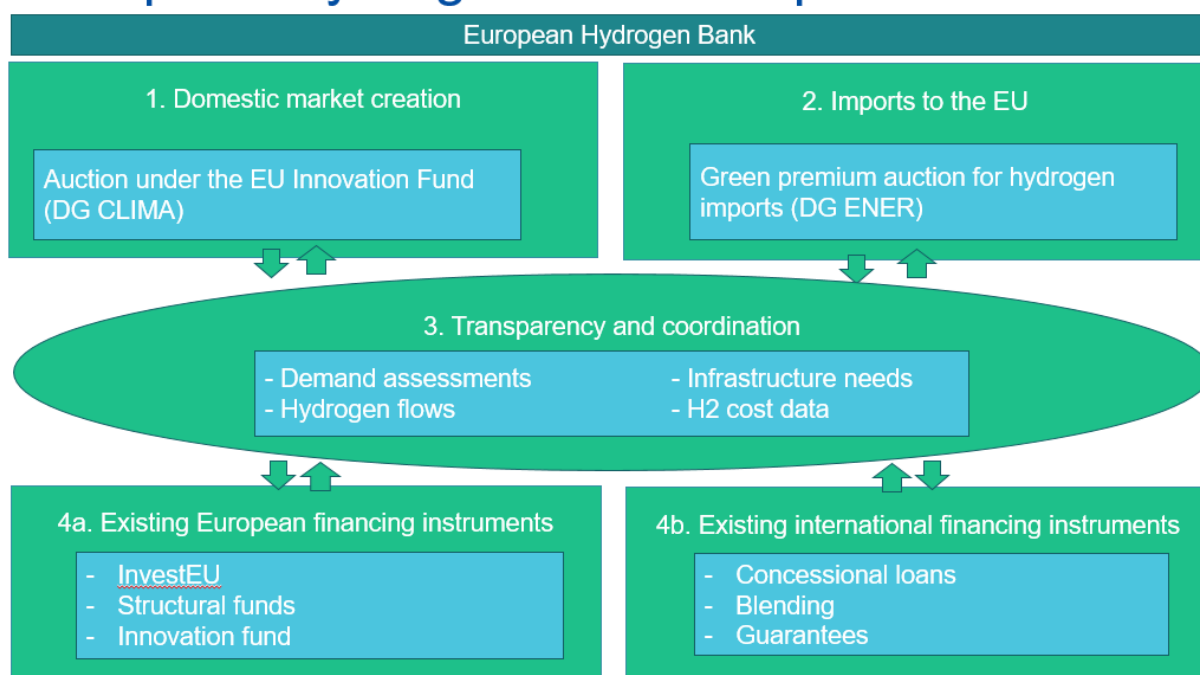 European Hydrogen Bank
1. Domestic market creation
Auction under the EU Innovation Fund
(DG CLIMA)
2. Imports to the EU
Green premium auction for hydrogen
imports (DG ENER)
3. Transparency and coordination
- Demand assessments
- Hydrogen flows
- Infrastructure needs
- H2 cost data
4a. Existing European financing instruments
- InvestEU
- Structural funds
- Innovation fund
4b. Existing international financing instruments
- Concessional loans
- Blending
- Guarantees